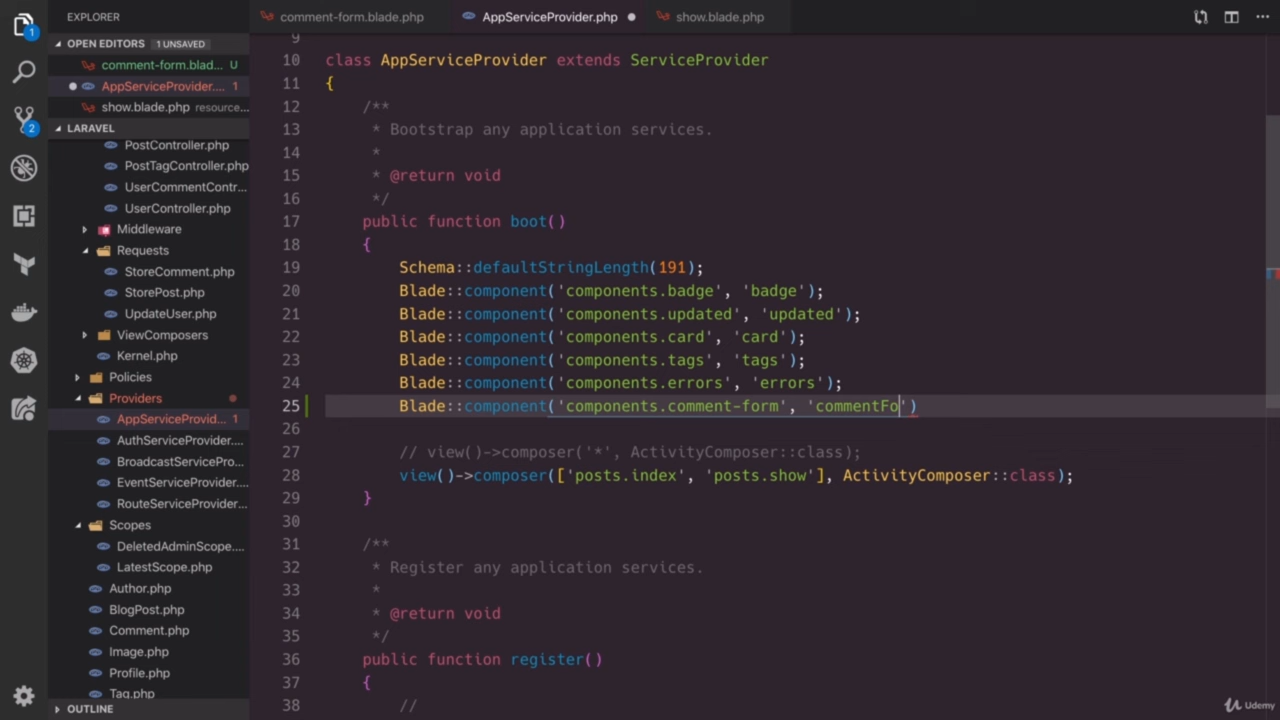 EXPLORER
comment-form.blade.php
AppServiceProvider.php
show.blade.php
OPEN EDITORS 1 UNSAVED
comment-form.blad... U
AppServiceProvider.... 1
show.blade.php resource...
LARAVEL
PostController.php
PostTagController.php
UserCommentContr...
UserController.php
Middleware
Requests
StoreComment.php
StorePost.php
UpdateUser.php
ViewComposers
Kernel.php
Policies
Providers
AppServiceProvid... 1
AuthServiceProvider....
BroadcastServicePro...
EventServiceProvider...
RouteServiceProvider...
Scopes
DeletedAdminScope....
LatestScope.php
Author.php
BlogPost.php
Comment.php
Image.php
Profile.php
Tag.php
OUTLINE
1
2
9
10 class AppServiceProvider extends ServiceProvider
11 {
12 /**
13 * Bootstrap any application services.
14 *
15 * @return void
16 */
17 public function boot()
18 {
19 Schema::defaultStringLength(191);
20 Blade::component('components.badge', 'badge');
21 Blade::component('components.updated', 'updated');
22 Blade::component('components.card', 'card');
23 Blade::component('components.tags', 'tags');
24 Blade::component('components.errors', 'errors');
25 Blade::component('components.comment-form', 'commentFo')
26
27 // view()->composer('*', ActivityComposer::class);
28 view()->composer(['posts.index', 'posts.show'], ActivityComposer::class);
29 }
30
31 /**
32 * Register any application services.
33 *
34 * @return void
35 */
36 public function register()
37 {
38 //
Udemy